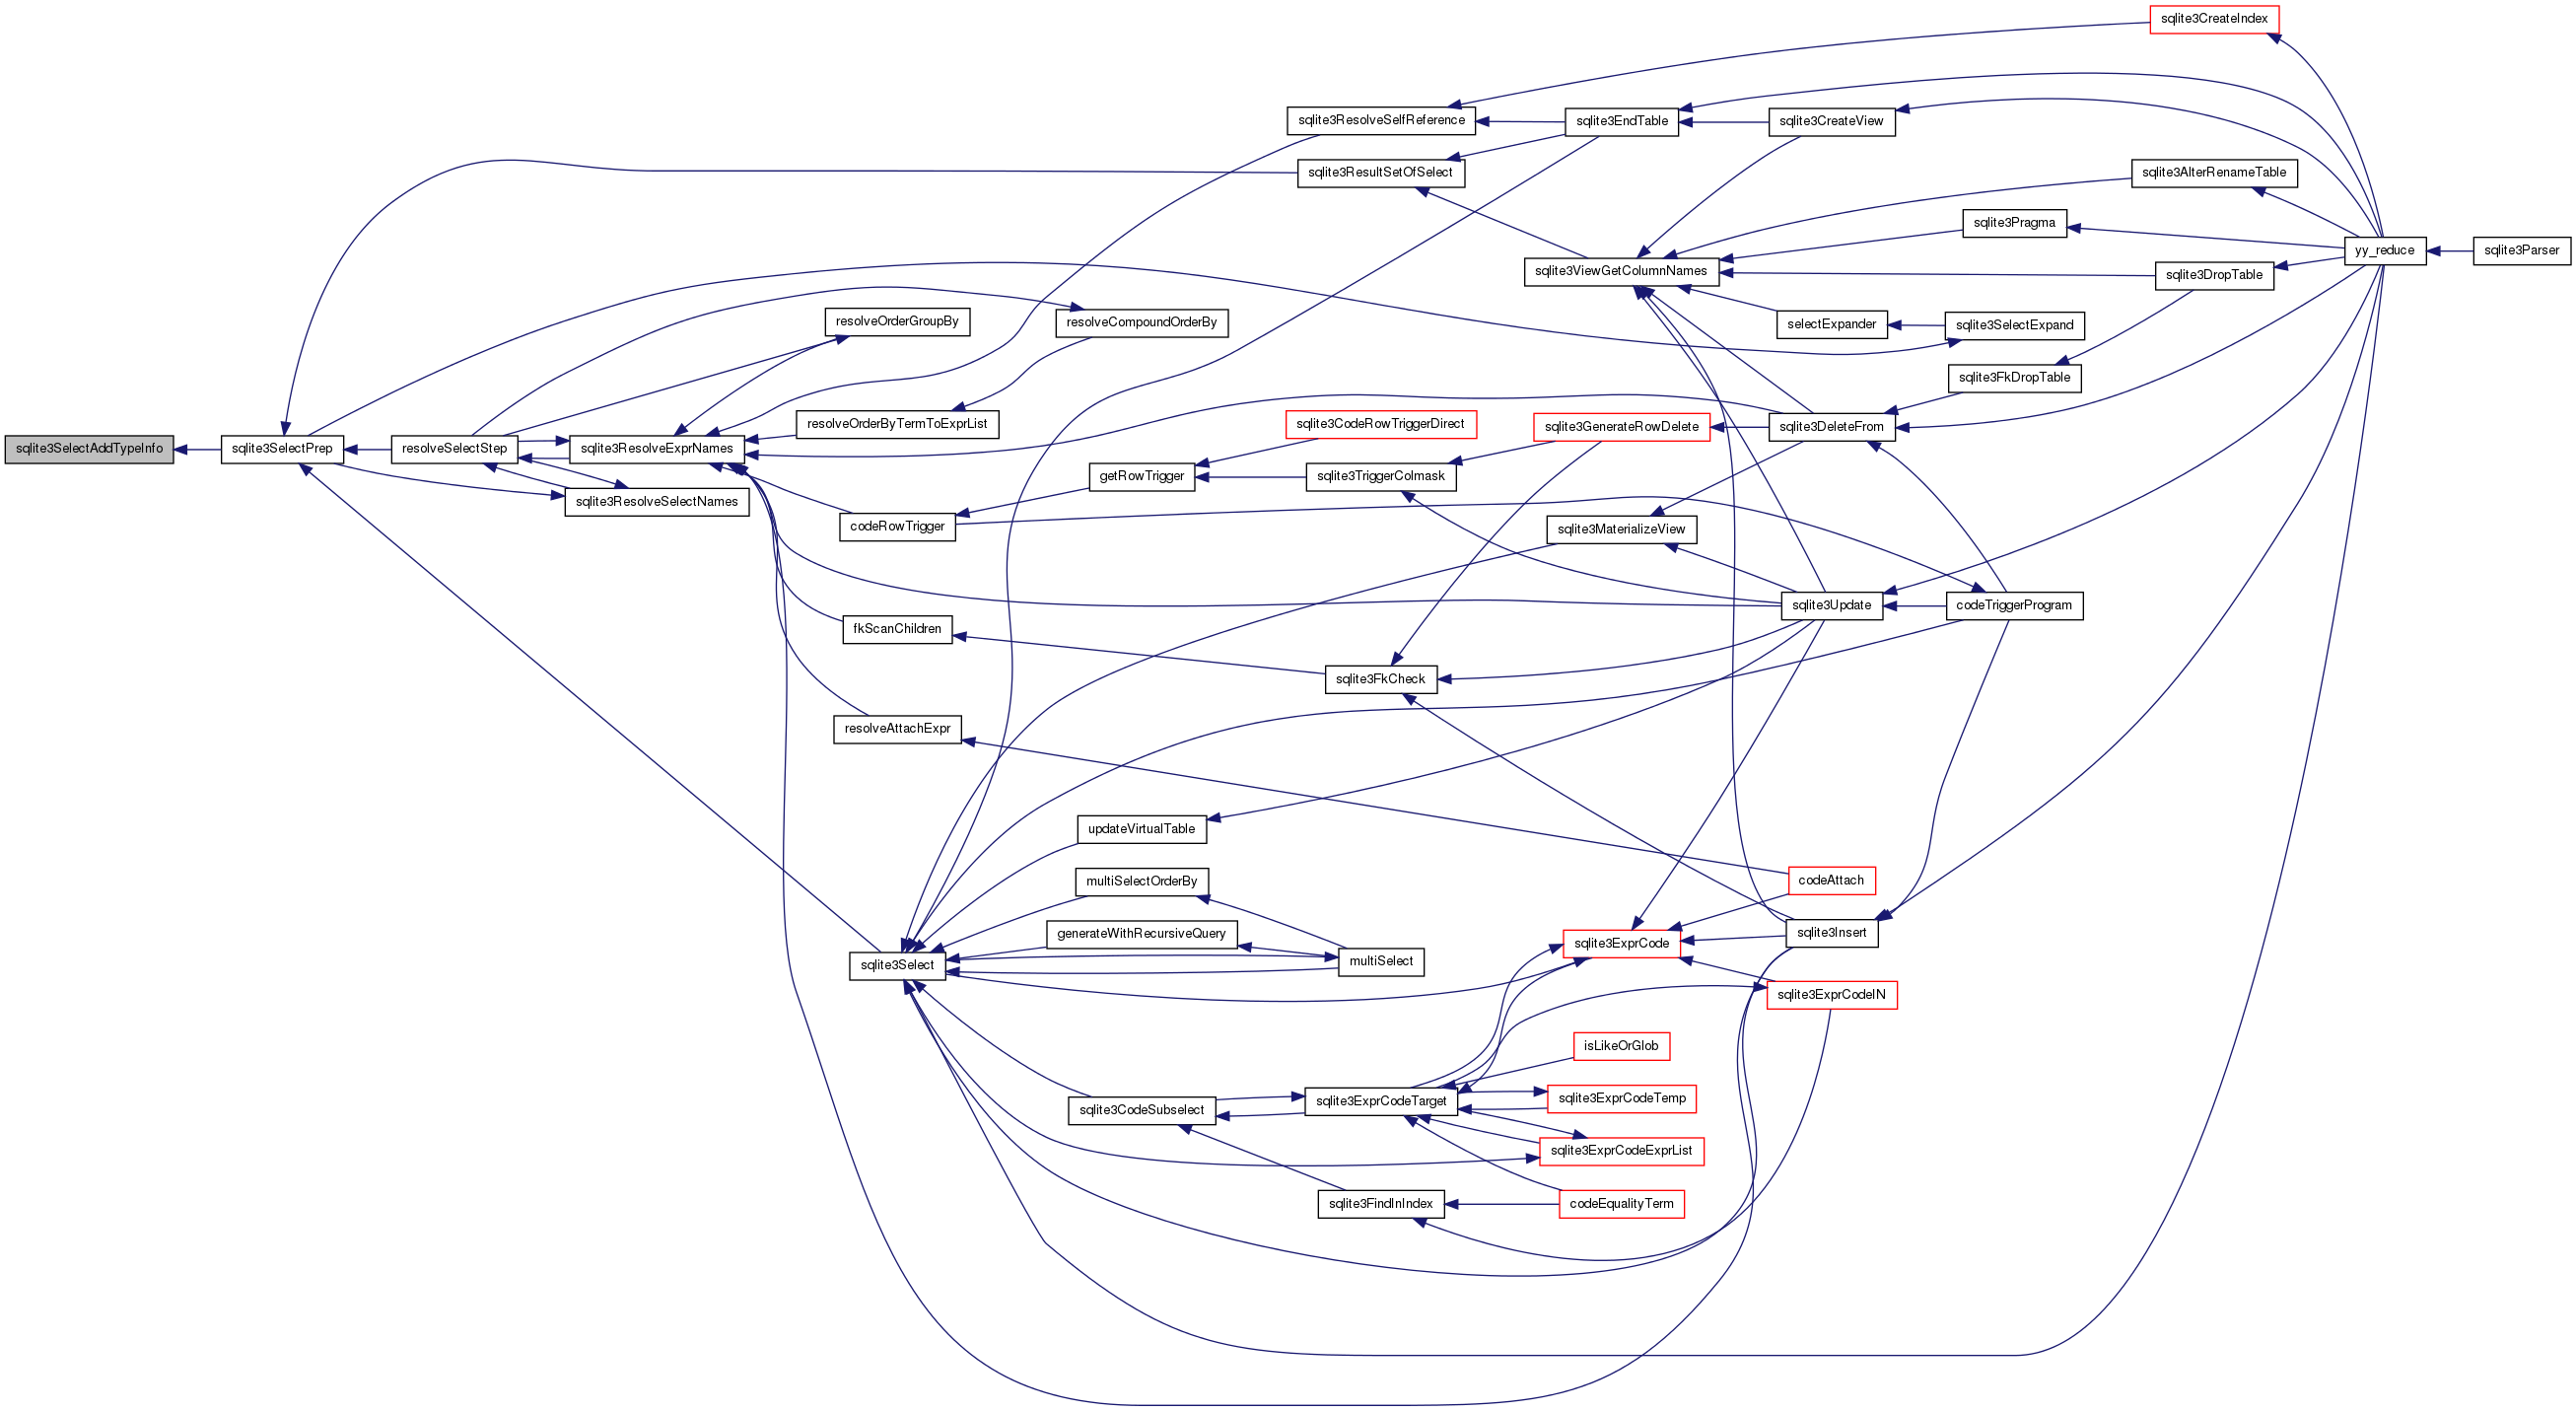 sqlite3CreateIndex
sqlite3ResolveSelfReference
sqlite3EndTable
sqlite3CreateView
sqlite3ResultSetOfSelect
sqlite3AlterRenameTable
sqlite3Pragma
yy_reduce
sqlite3Parser
sqlite3ViewGetColumnNames
sqlite3DropTable
resolveOrderGroupBy
resolveCompoundOrderBy
selectExpander
sqlite3SelectExpand
sqlite3FkDropTable
resolveOrderByTermToExprList
sqlite3CodeRowTriggerDirect
sqlite3GenerateRowDelete
sqlite3DeleteFrom
sqlite3SelectAddTypeInfo
sqlite3SelectPrep
resolveSelectStep
sqlite3ResolveExprNames
getRowTrigger
sqlite3TriggerColmask
sqlite3ResolveSelectNames
codeRowTrigger
sqlite3MaterializeView
sqlite3Update
codeTriggerProgram
fkScanChildren
sqlite3FkCheck
resolveAttachExpr
updateVirtualTable
multiSelectOrderBy
codeAttach
generateWithRecursiveQuery
sqlite3ExprCode
sqlite3Insert
sqlite3Select
multiSelect
sqlite3ExprCodeIN
isLikeOrGlob
sqlite3CodeSubselect
sqlite3ExprCodeTarget
sqlite3ExprCodeTemp
sqlite3ExprCodeExprList
sqlite3FindInIndex
codeEqualityTerm